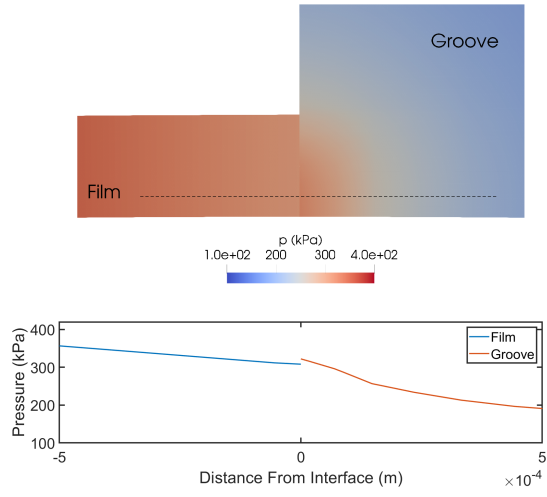 Groove
Film
p (kPa)
1.0e+02 200 300 4.0e+02
400
300
200
100
Pressure (kPa)
Film
Groove
-5 0 5
Distance From Interface (m)
×10-4